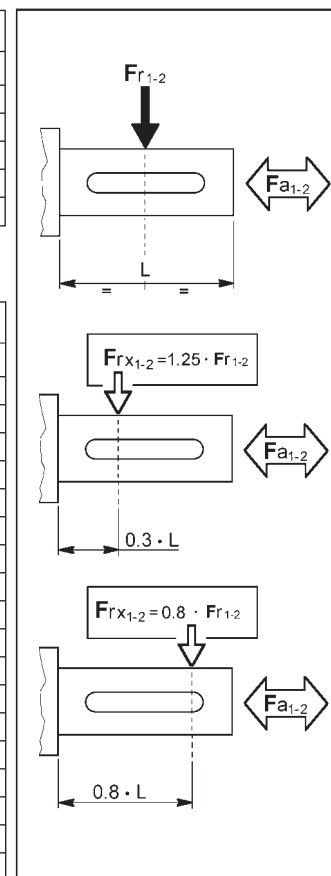 Fr1-2
Fa1-2
L
= =
Frx1-2 =1.25 · Fr1-2
Fa1-2
0.3 · L
Frx1-2 =0.8 · Fr1-2
Fa1-2
0.8 · L